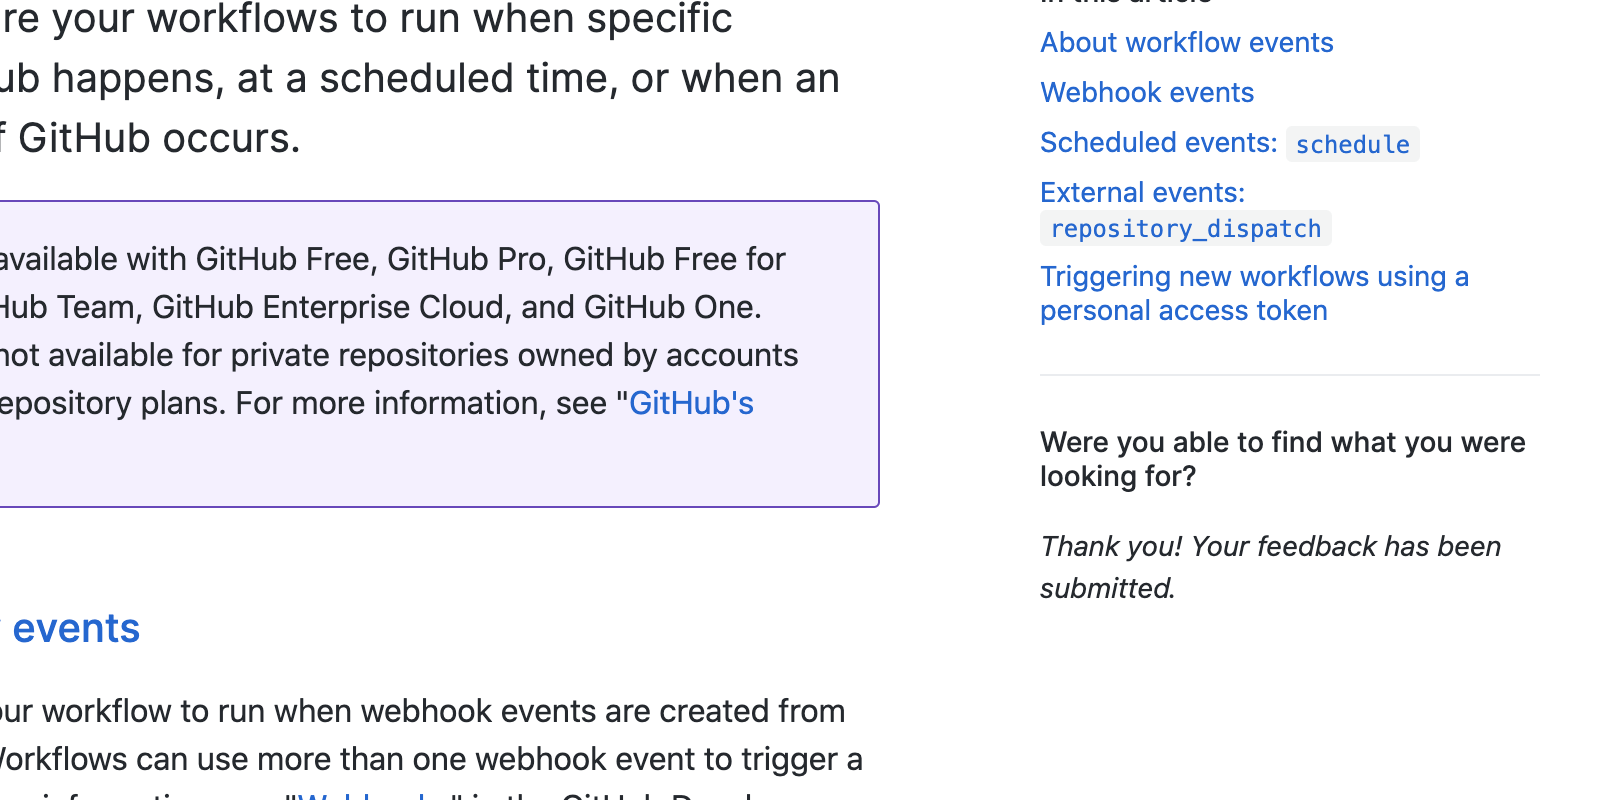 re your workflows to run when specific
ub happens, at a scheduled time, or when an
f GitHub occurs.
available with GitHub Free, GitHub Pro, GitHub Free for
Hub Team, GitHub Enterprise Cloud, and GitHub One.
not available for private repositories owned by accounts
epository plans. For more information, see "GitHub's
events
our workflow to run when webhook events are created from
Workflows can use more than one webhook event to trigger a
In this article
About workflow events
Webhook events
Scheduled events: schedule
External events:
repository_dispatch
Triggering new workflows using a
personal access token
Were you able to find what you were
looking for?
Thank you! Your feedback has been
submitted.